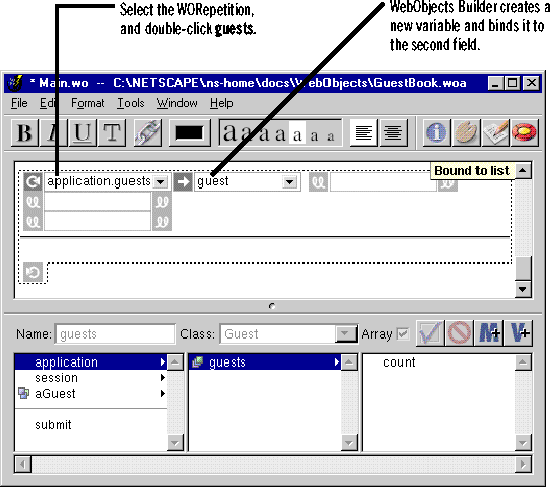 Select the WORepetition,
and double-click guests.
WebObjects Builder creates a
new variable and binds it to
the second field.
* Main.wo -- C:\NETSCAPE\ns-home\docs\WebObjects\GuestBook.woa
File Edit Format Tools Window Help
B I U T a a a a a a a
Bound to list
application.guests guest
Name: guests Class: Guest Array
M+ V+
application guests count
session
aGuest
submit